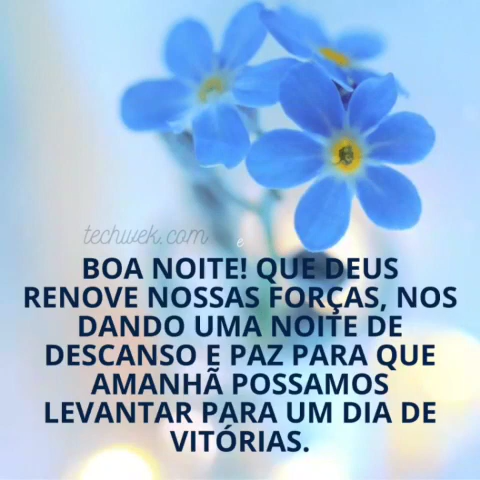 techwek.com
e
BOA NOITE! QUE DEUS
RENOVE NOSSAS FORÇAS, NOS
DANDO UMA NOITE DE
DESCANSO E PAZ PARA QUE
AMANHÃ POSSAMOS
LEVANTAR PARA UM DIA DE
VITÓRIAS.